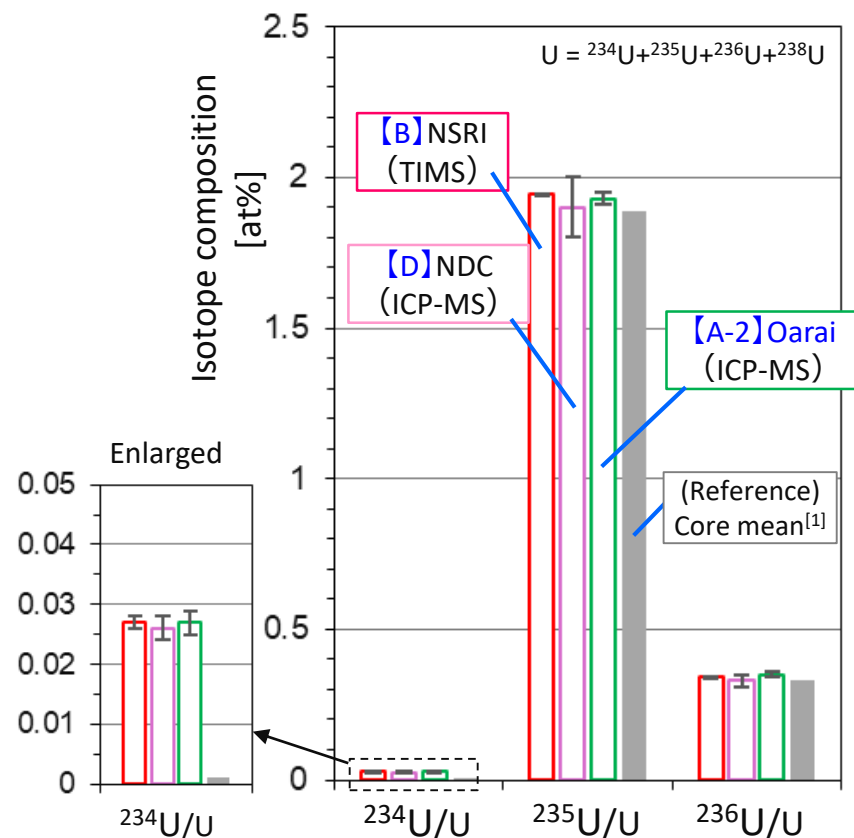 2.5
U = ²³⁴U+²³⁵U+²³⁶U+²³⁸U
【B】NSRI
(TIMS)
2
Isotope composition
[at%]
【D】NDC
(ICP-MS)
1.5
【A-2】Oarai
(ICP-MS)
Enlarged
1
(Reference)
Core mean[1]
0.05
0.04
0.03
0.02
0.01
0
²³⁴U/U
0.5
0
²³⁴U/U
²³⁵U/U
²³⁶U/U